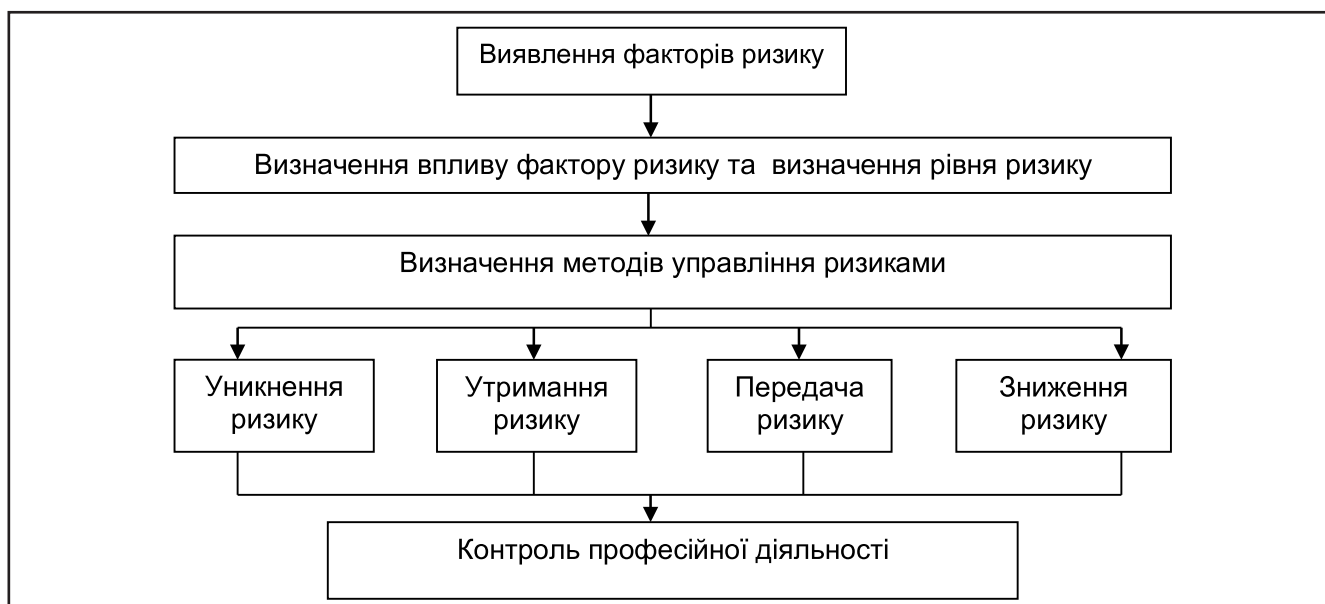 Виявлення факторів ризику
Визначення впливу фактору ризику та визначення рівня ризику
Визначення методів управління ризиками
Уникнення
ризику
Утримання
ризику
Передача
ризику
Зниження
ризику
Контроль професійної діяльності